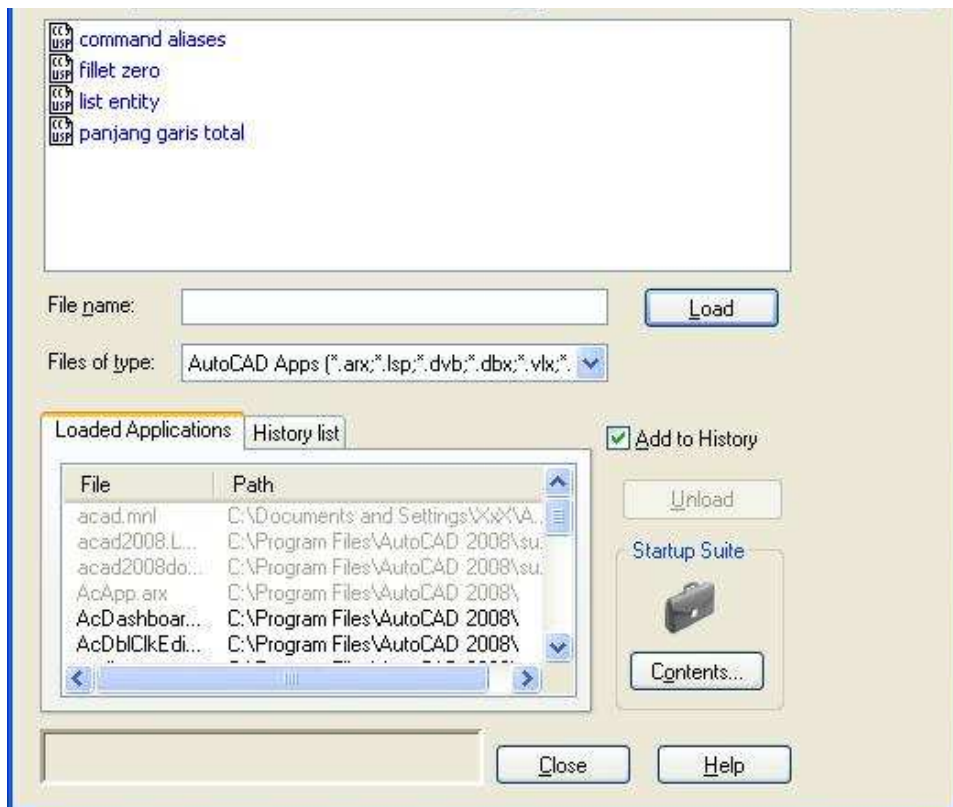 command aliases
fillet zero
list entity
panjang garis total
File name:
Load
Files of type: AutoCAD Apps (*.arx;*.lsp;*.dvb;*.dbx;*.vlx;*.
Loaded Applications History list
Add to History
File Path
acad.mnl C:\Documents and Settings\XxX\A..
Unload
acad2008.L... C:\Program Files\AutoCAD 2008\su.
acad2008do... C:\Program Files\AutoCAD 2008\su.
Startup Suite
AcApp.arx C:\Program Files\AutoCAD 2008\
AcDashboar... C:\Program Files\AutoCAD 2008\
AcDblClkEdi... C:\Program Files\AutoCAD 2008\
Contents...
Close Help